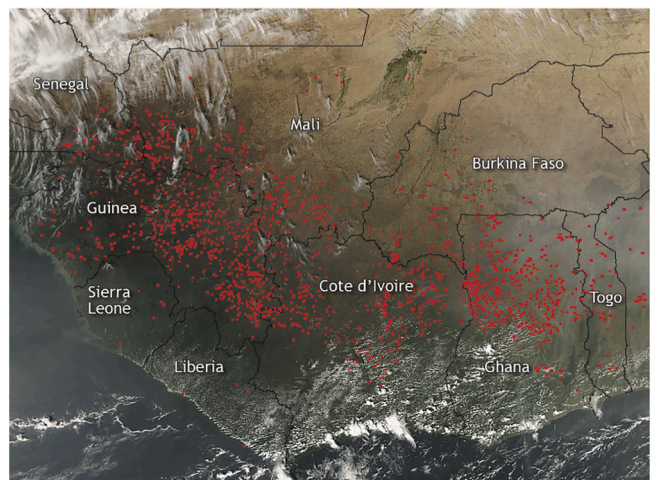 Senegal
Mali
Burkina Faso
Guinea
Cote d'Ivoire
Sierra
Leone
Togo
Liberia
Ghana